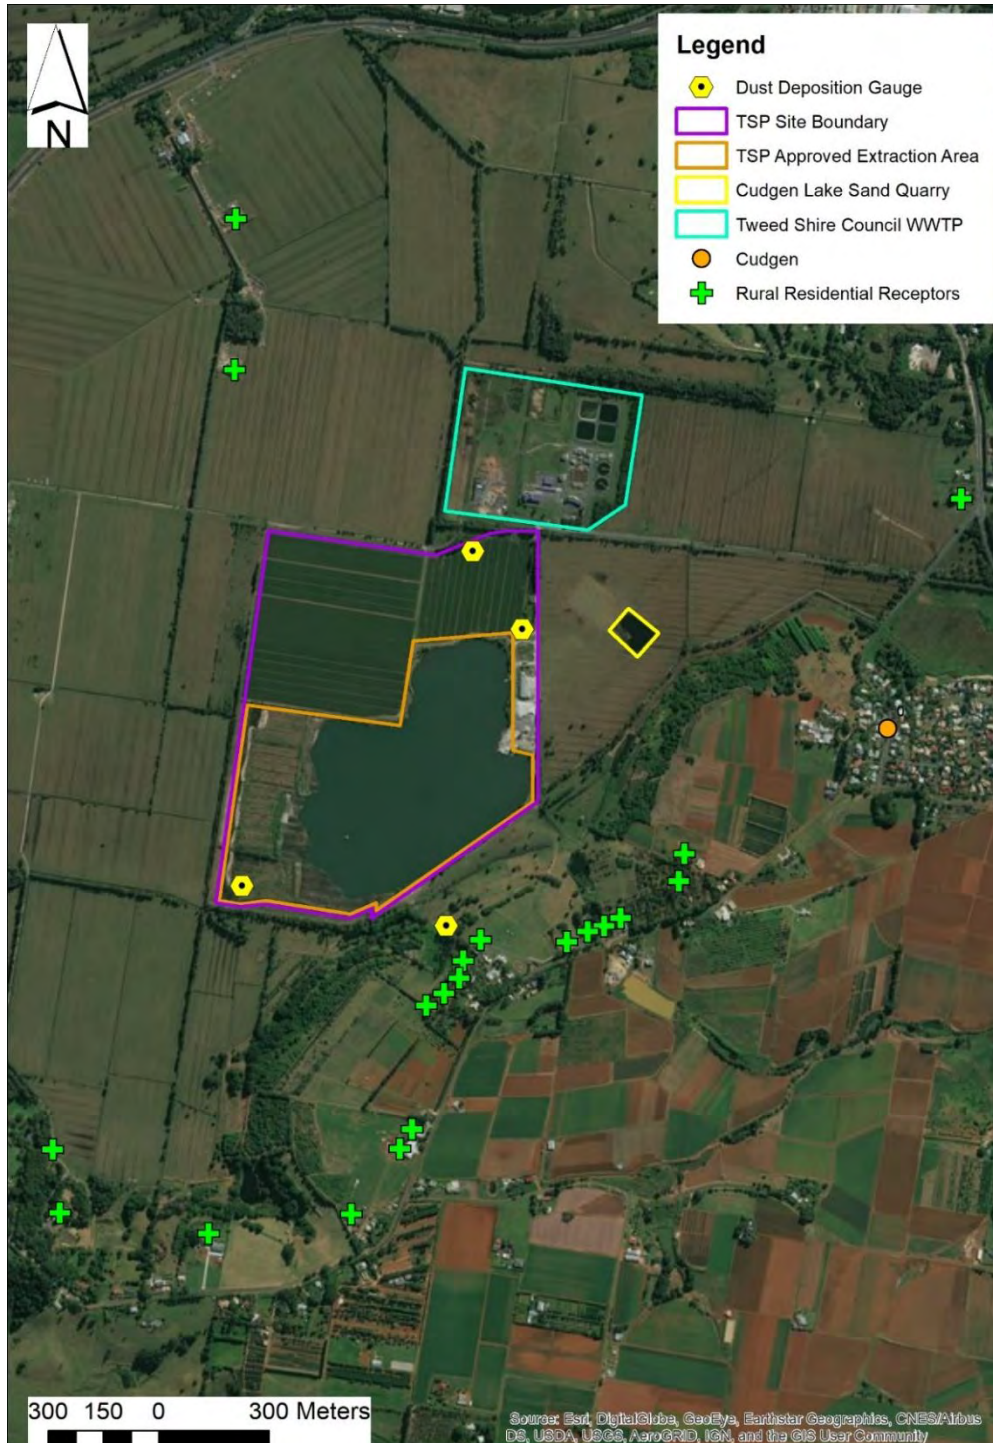 N
Legend
Dust Deposition Gauge
TSP Site Boundary
TSP Approved Extraction Area
Cudgen Lake Sand Quarry
Tweed Shire Council WWTP
Cudgen
Rural Residential Receptors
300 150 0 300 Meters
Source: Esri, DigitalGlobe, GeoEye, Earthstar Geographics, CNES/Airbus
DS, USDA, USGS, AeroGRID, IGN, and the GIS User Community